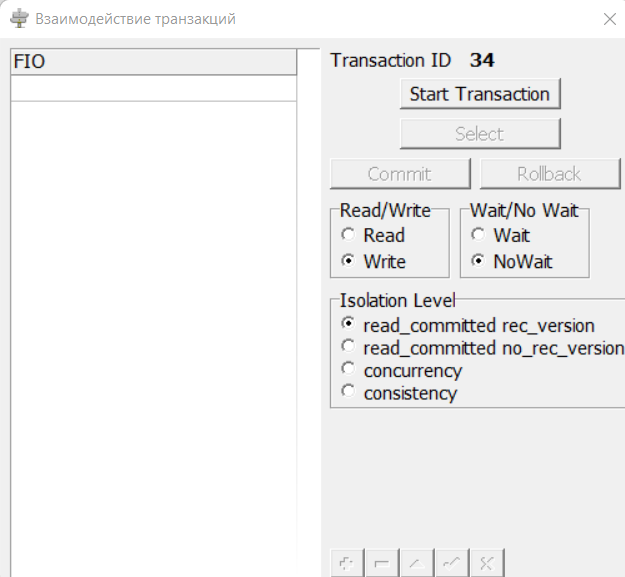 Взаимодействие транзакций
FIO
Transaction ID 34
Start Transaction
Select
Commit Rollback
Read/Write Wait/No Wait
Read Wait
Write NoWait
Isolation Level
read_committed rec_version
read_committed no_rec_version
concurrency
consistency